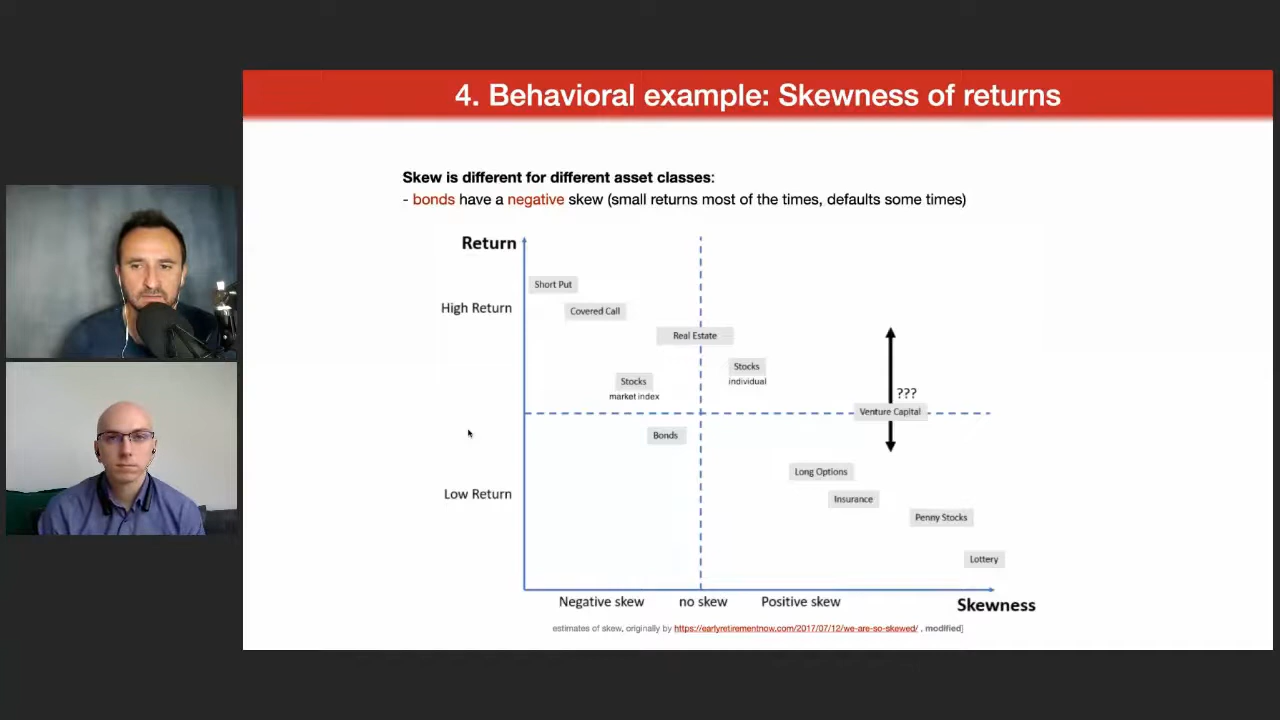 4. Behavioral example: Skewness of returns
Skew is different for different asset classes:
- bonds have a negative skew (small returns most of the times, defaults some times)
Return
High Return
Low Return
Short Put
Covered Call
Real Estate
Stocks
individual
Stocks
market index
???
Venture Capital
Bonds
Long Options
Insurance
Penny Stocks
Lottery
Negative skew
no skew
Positive skew
Skewness
estimates of skew, originally by https://earlyretirementnow.com/2017/07/12/we-are-so-skewed/ , modified]